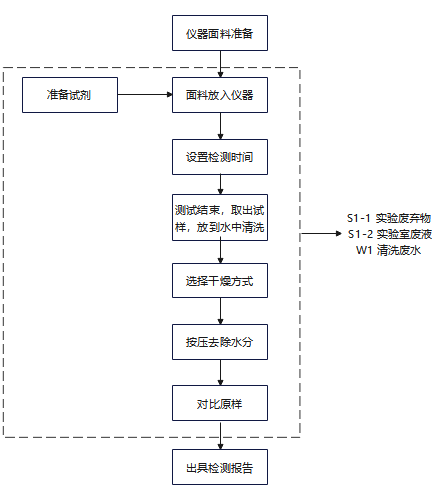 仪器面料准备
准备试剂
面料放入仪器
设置检测时间
测试结束，取出试
样，放到水中清洗
S1-1 实验废弃物
S1-2 实验室废液
W1 清洗废水
选择干燥方式
按压去除水分
对比原样
出具检测报告